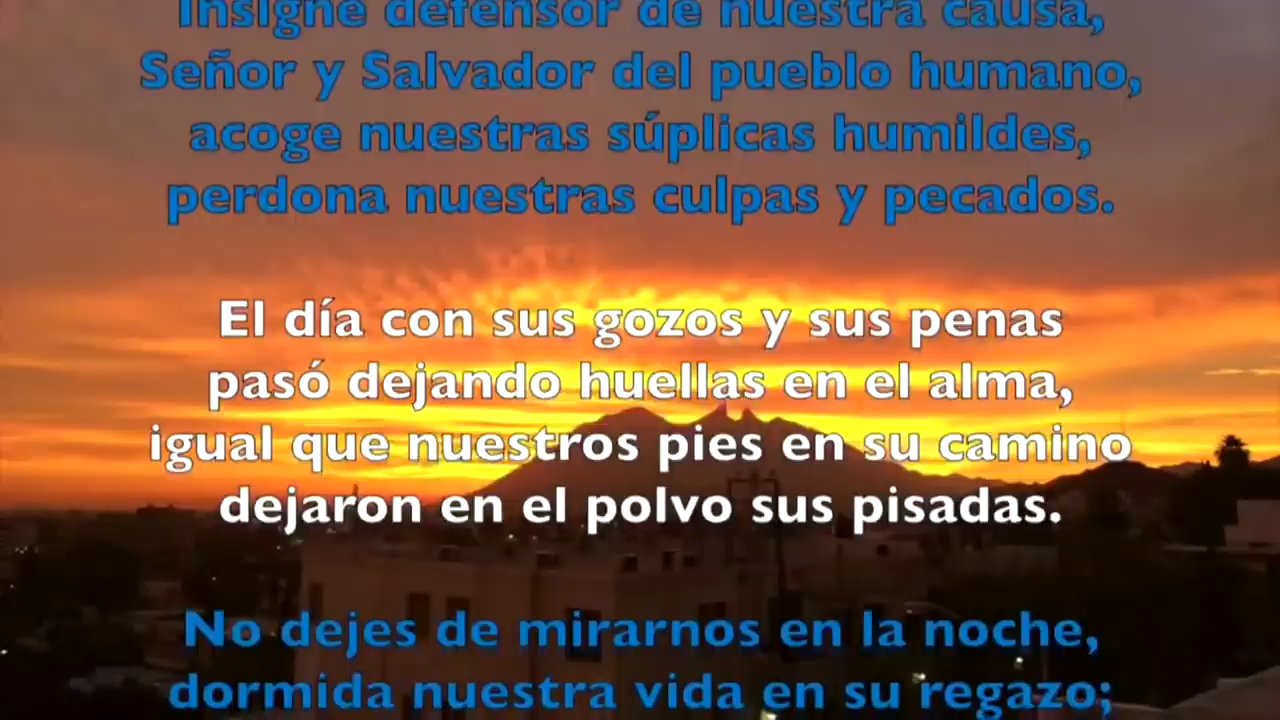 Insigne defensor de nuestra causa,
Señor y Salvador del pueblo humano,
acoge nuestras súplicas humildes,
perdona nuestras culpas y pecados.
El día con sus gozos y sus penas
pasó dejando huellas en el alma,
igual que nuestros pies en su camino
dejaron en el polvo sus pisadas.
No dejes de mirarnos en la noche,
dormida nuestra vida en su regazo;